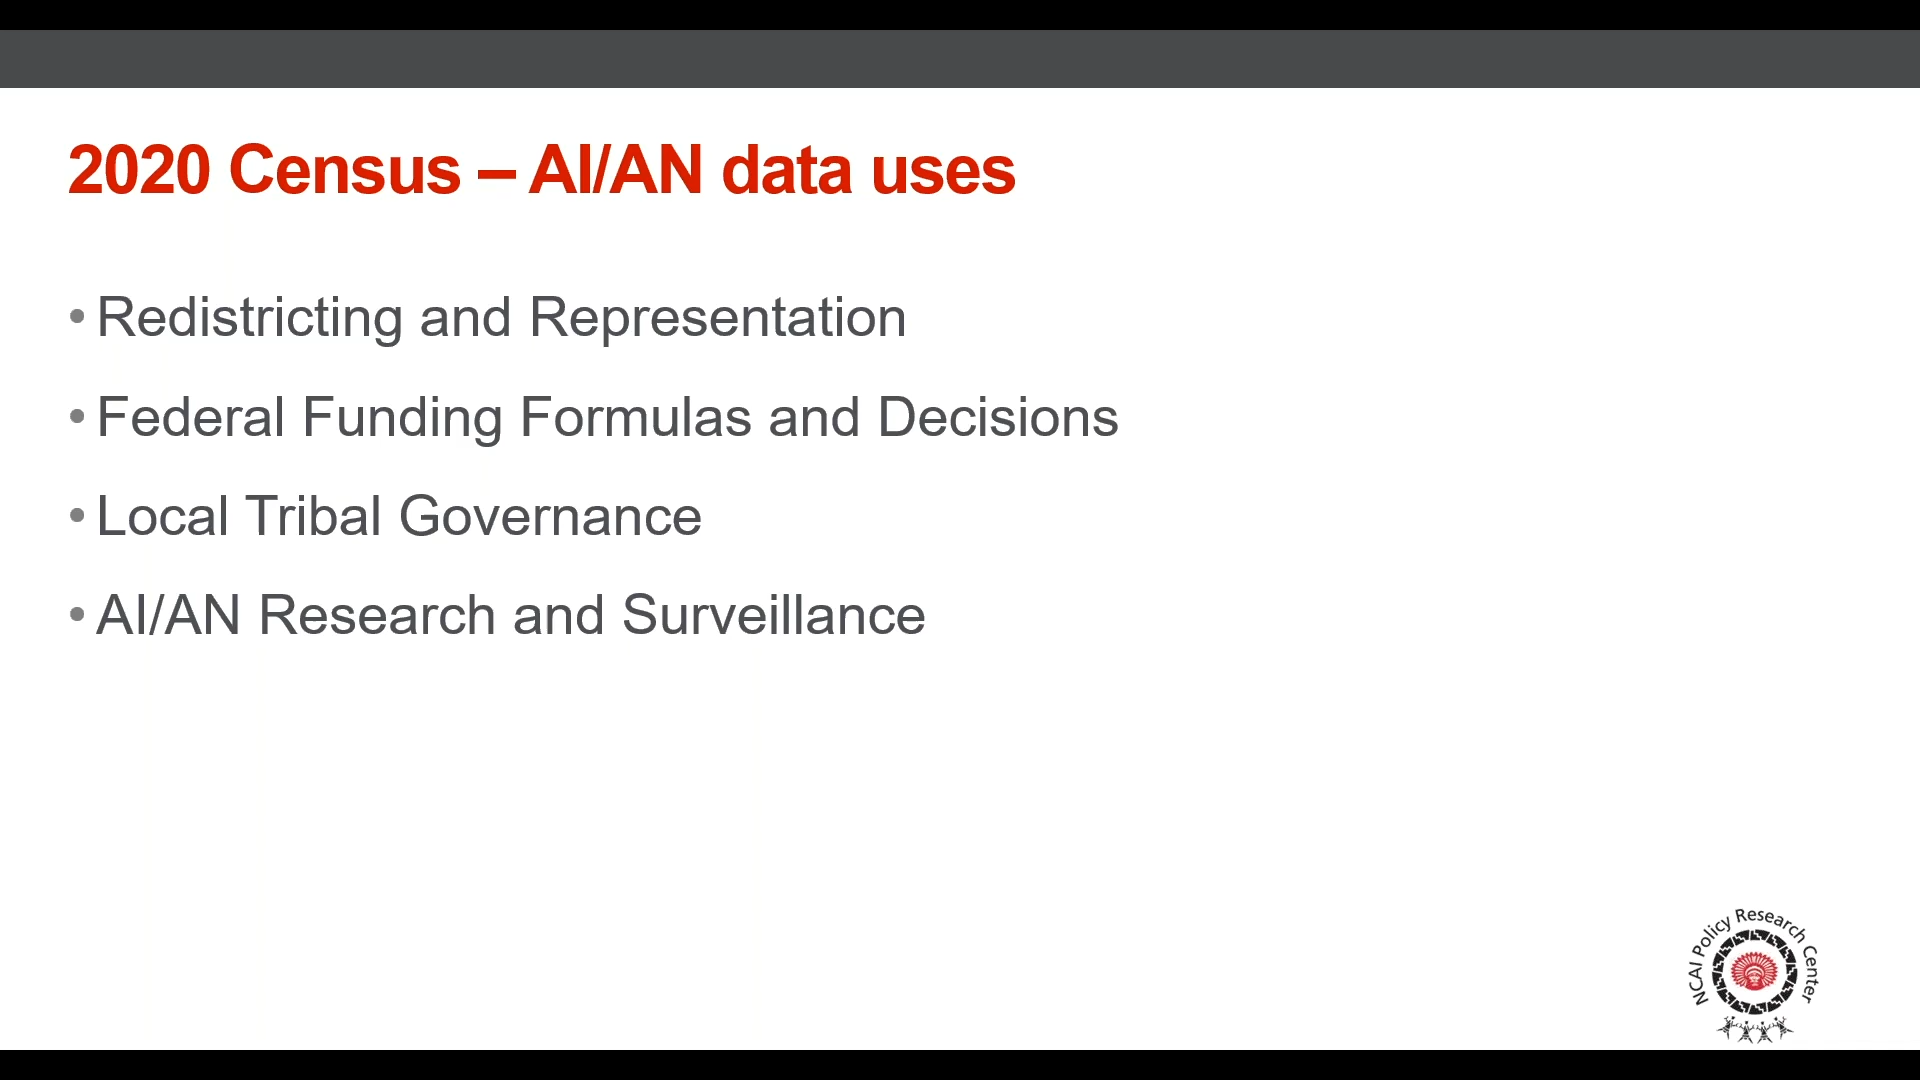 2020 Census – AI/AN data uses
• Redistricting and Representation
• Federal Funding Formulas and Decisions
• Local Tribal Governance
• AI/AN Research and Surveillance
NCAI Policy Research Center